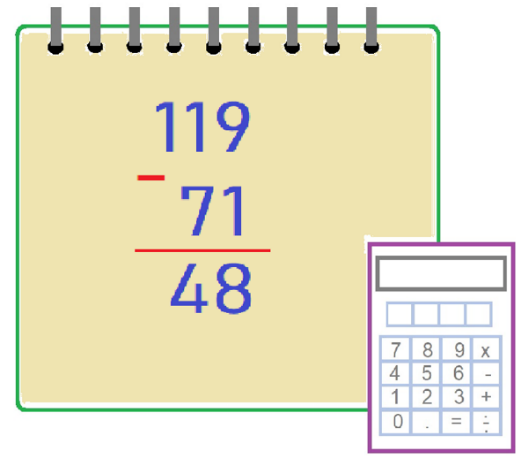 119
-
71
48
7 8 9 x
4 5 6 -
1 2 3 +
0 . = ÷